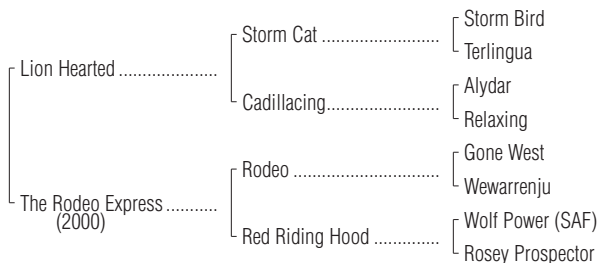 Storm Bird
Storm Cat ........................
Terlingua
Lion Hearted ....................
Alydar
Cadillacing.......................
Relaxing
Gone West
Rodeo .............................
Wewarrenju
The Rodeo Express ..........
(2000)
Wolf Power (SAF)
Red Riding Hood .............
Rosey Prospector